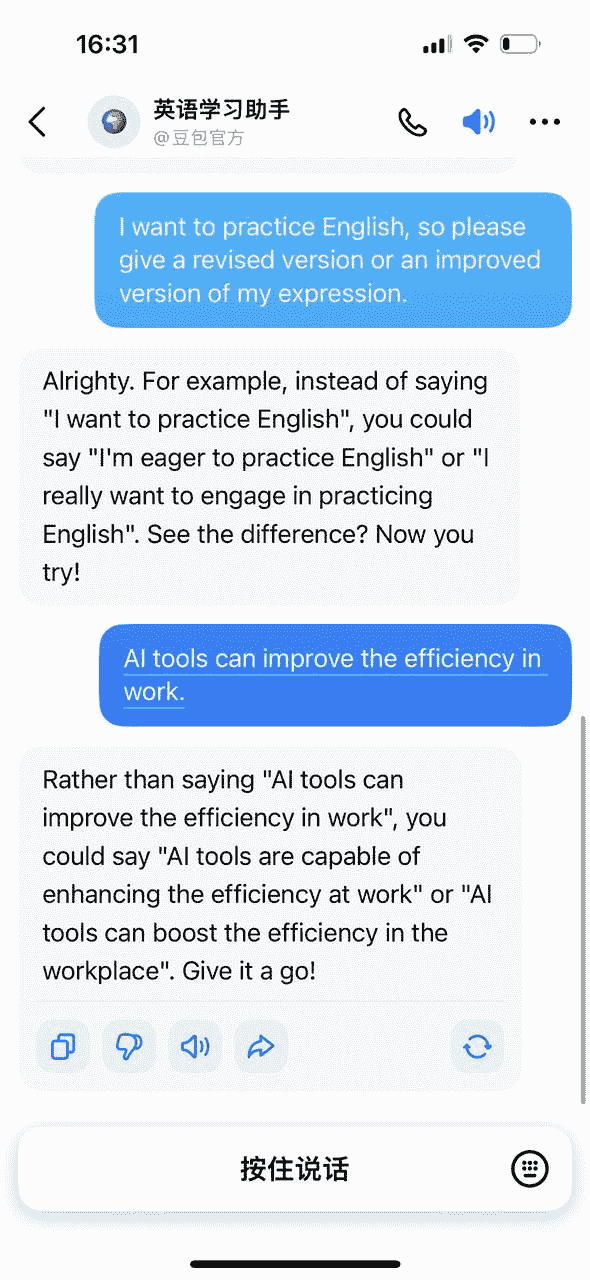 16:31
英语学习助手
@豆包官方
I want to practice English, so please
give a revised version or an improved
version of my expression.
Alrighty. For example, instead of saying
"I want to practice English", you could
say "I'm eager to practice English" or "I
really want to engage in practicing
English". See the difference? Now you
try!
AI tools can improve the efficiency in
work.
Rather than saying "AI tools can
improve the efficiency in work", you
could say "AI tools are capable of
enhancing the efficiency at work" or "AI
tools can boost the efficiency in the
workplace". Give it a go!
按住说话